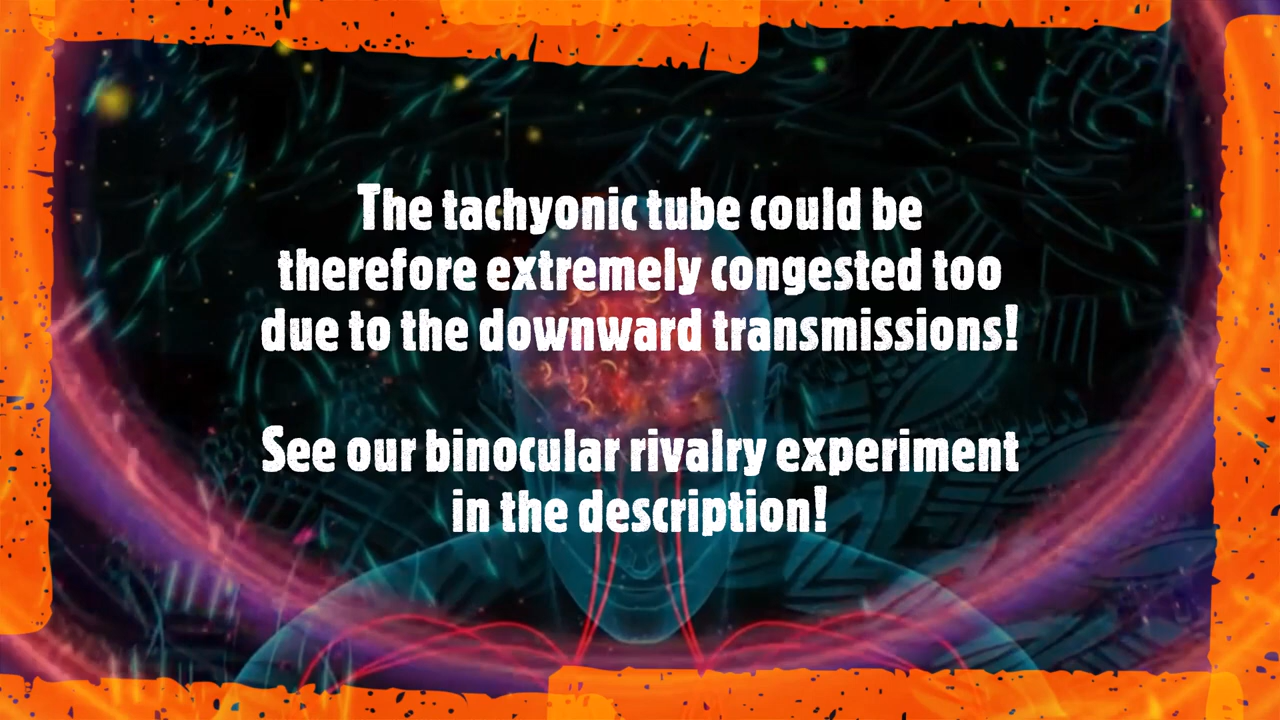 The tachyonic tube could be
therefore extremely congested too
due to the downward transmissions!
See our binocular rivalry experiment
in the description!